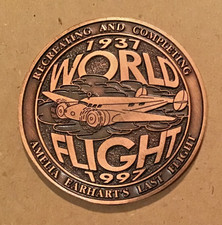 RECREATING AND COMPLETING
1937
WORLD
FLIGHT
1997
AMELIA EARHART'S LAST FLIGHT